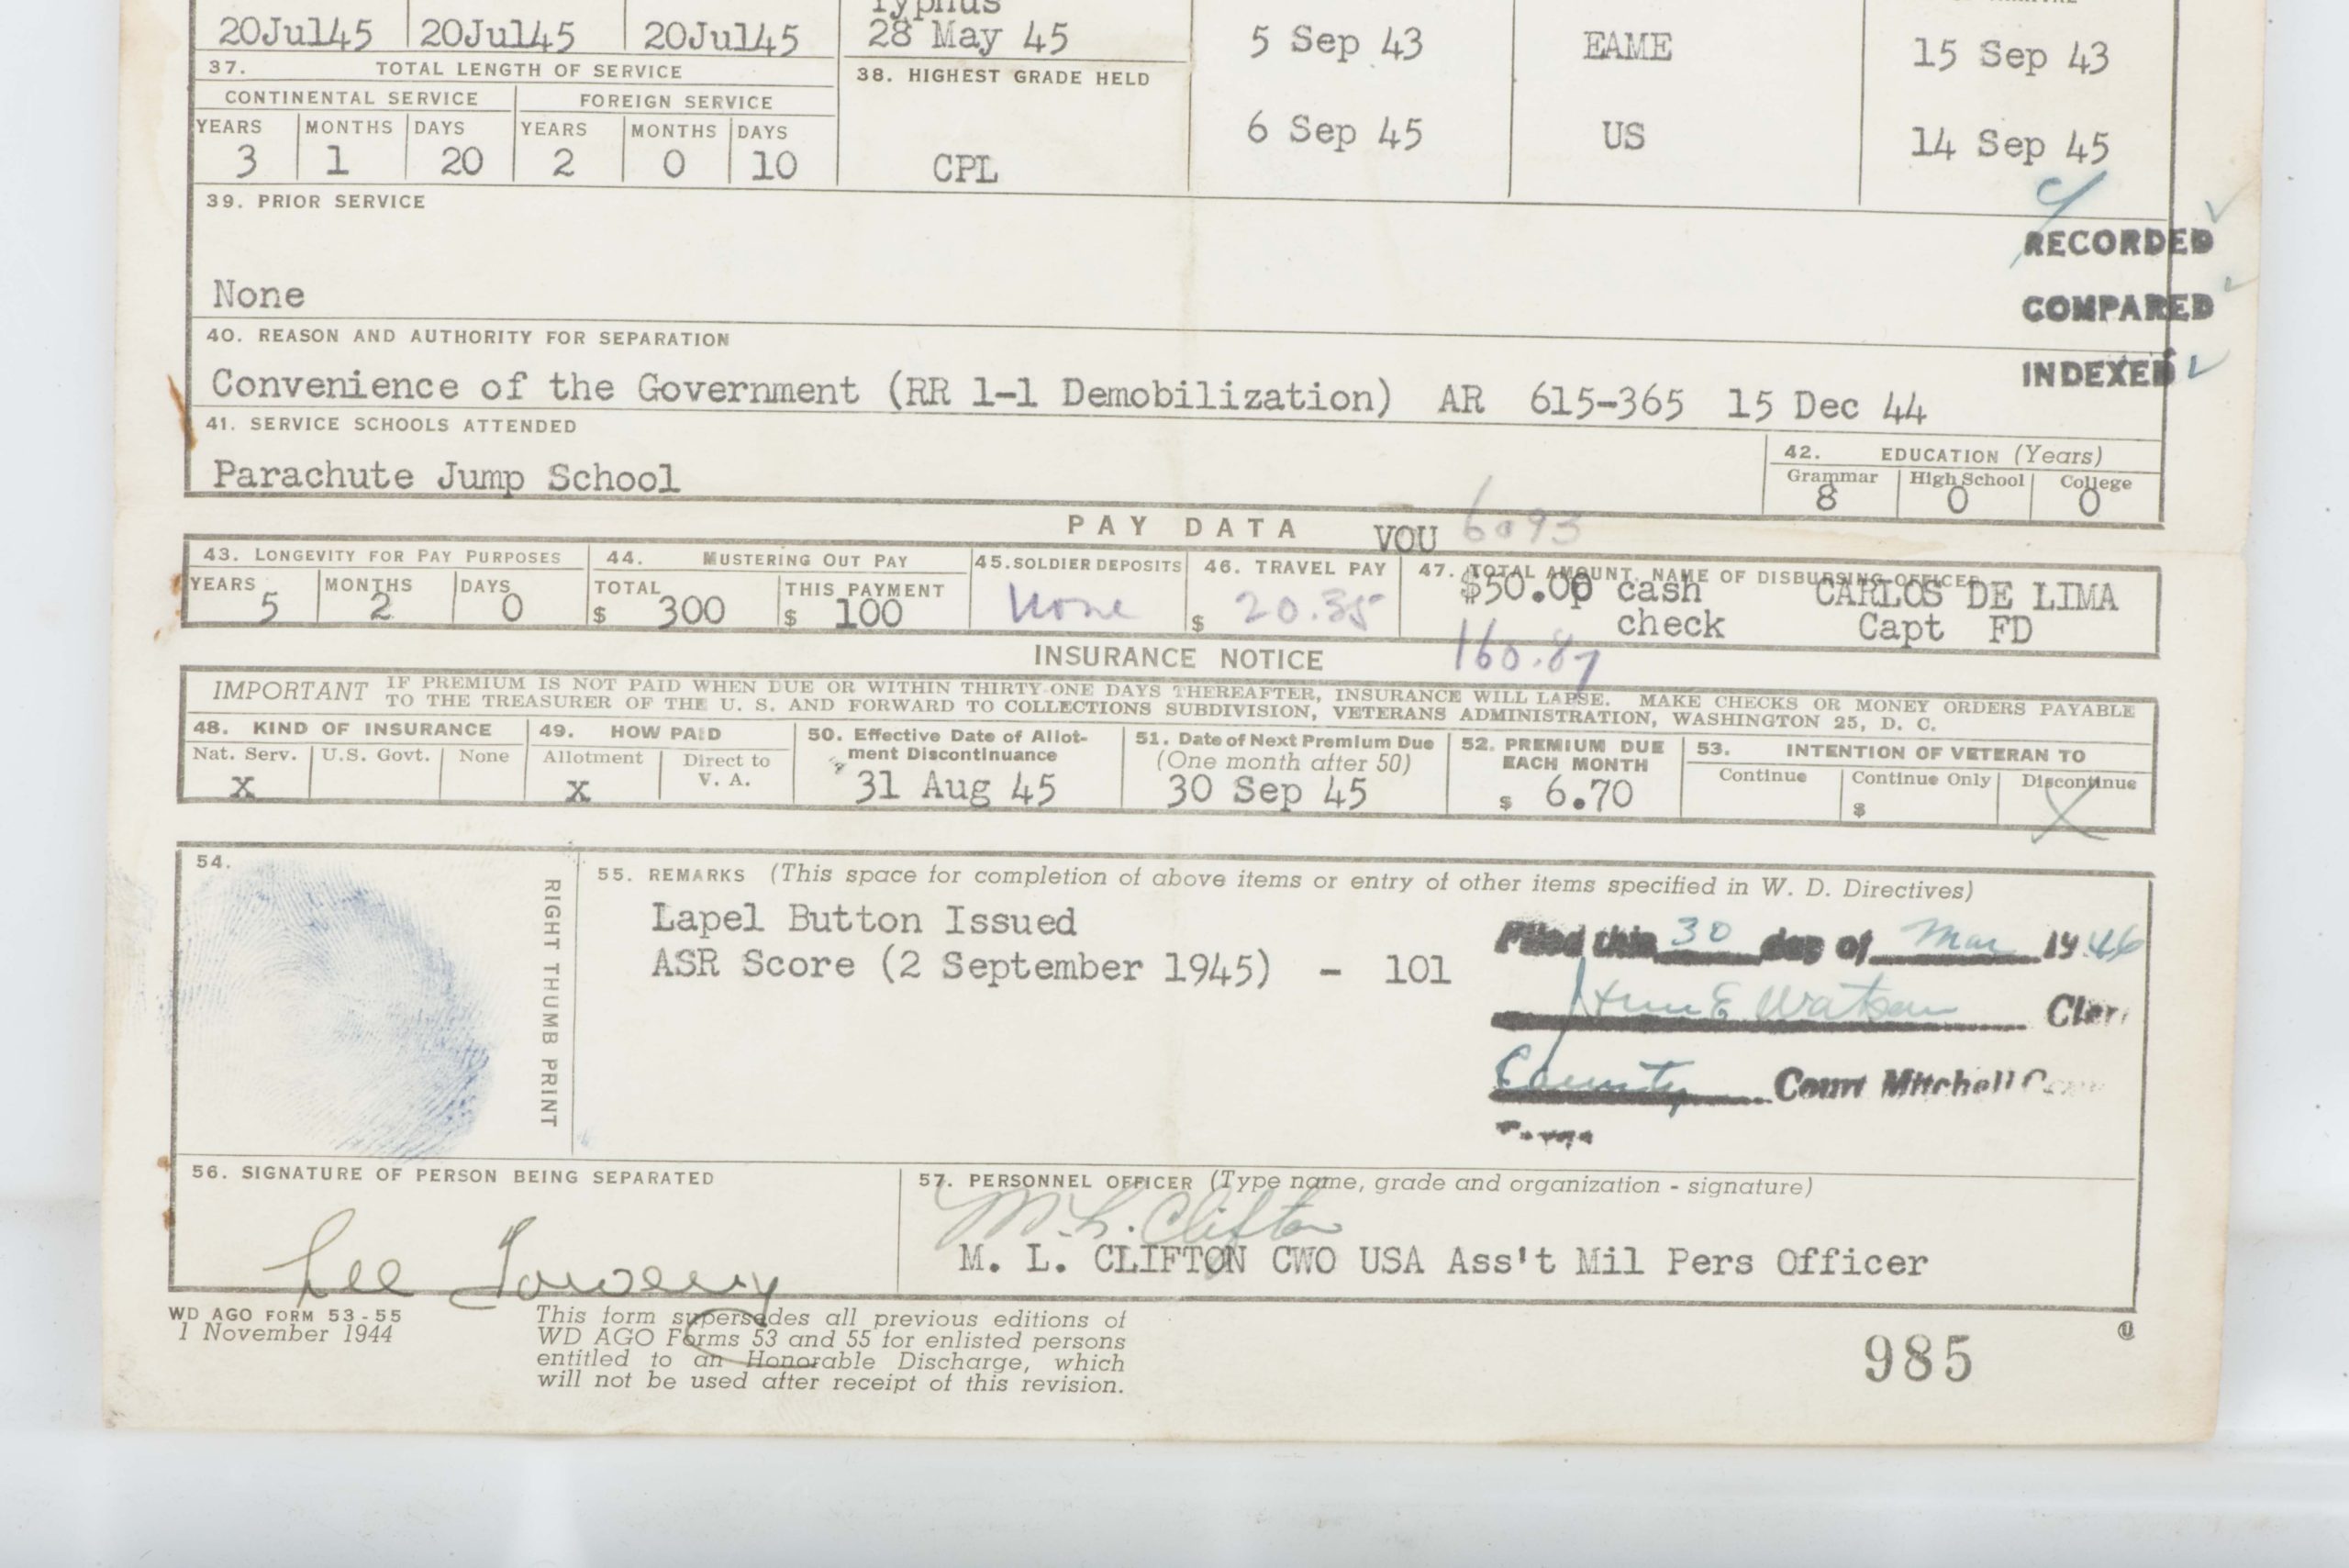 Typhus
20Jul45 20Jul45 20Jul45 28 May 45 5 Sep 43 EAME 15 Sep 43
37. TOTAL LENGTH OF SERVICE 38. HIGHEST GRADE HELD
CONTINENTAL SERVICE FOREIGN SERVICE
YEARS MONTHS DAYS YEARS MONTHS DAYS 6 Sep 45 US 14 Sep 45
3 1 20 2 0 10 CPL
39. PRIOR SERVICE
RECORDED
None
COMPARED
40. REASON AND AUTHORITY FOR SEPARATION
INDEXED
Convenience of the Government (RR 1-1 Demobilization) AR 615-365 15 Dec 44
41. SERVICE SCHOOLS ATTENDED
42. EDUCATION (Years)
Grammar High School College
Parachute Jump School 8 0 0
PAY DATA VOU 6093
43. LONGEVITY FOR PAY PURPOSES 44. MUSTERING OUT PAY 45. SOLDIER DEPOSITS 46. TRAVEL PAY 47. TOTAL AMOUNT, NAME OF DISBURSING OFFICER
YEARS MONTHS DAYS TOTAL THIS PAYMENT $50.00 cash CARLOS DE LIMA
5 2 0 $ 300 $ 100 None $ 20.35 check Capt FD
INSURANCE NOTICE 160.87
IMPORTANT IF PREMIUM IS NOT PAID WHEN DUE OR WITHIN THIRTY-ONE DAYS THEREAFTER, INSURANCE WILL LAPSE. MAKE CHECKS OR MONEY ORDERS PAYABLE
TO THE TREASURER OF THE U. S. AND FORWARD TO COLLECTIONS SUBDIVISION, VETERANS ADMINISTRATION, WASHINGTON 25, D. C.
48. KIND OF INSURANCE 49. HOW PAID 50. Effective Date of Allotment Discontinuance 51. Date of Next Premium Due (One month after 50) 52. PREMIUM DUE EACH MONTH 53. INTENTION OF VETERAN TO
Nat. Serv. U.S. Govt. None Allotment Direct to V. A. Continue Continue Only Discontinue
X X 31 Aug 45 30 Sep 45 $ 6.70 $ X
54. RIGHT THUMB PRINT
55. REMARKS (This space for completion of above items or entry of other items specified in W. D. Directives)
Lapel Button Issued
ASR Score (2 September 1945) - 101
Filed this 30 day of Mar 1946
E Watson Cler
County Court Mitchell
56. SIGNATURE OF PERSON BEING SEPARATED 57. PERSONNEL OFFICER (Type name, grade and organization - signature)
M. L. Clifton
Lee M. L. CLIFTON CWO USA Ass't Mil Pers Officer
WD AGO FORM 53-55
1 November 1944
This form supersedes all previous editions of
WD AGO Forms 53 and 55 for enlisted persons
entitled to an Honorable Discharge, which
will not be used after receipt of this revision.
985